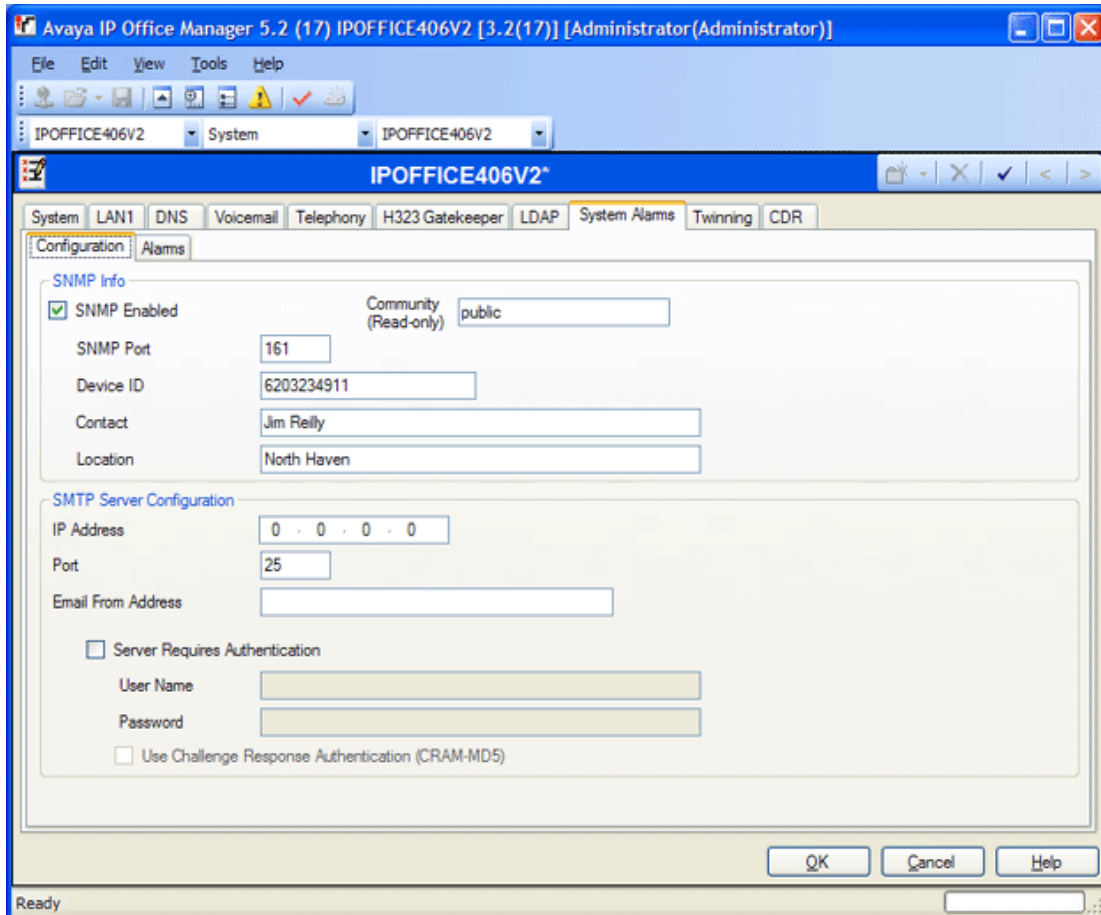 Avaya IP Office Manager 5.2 (17) IPOFFICE406V2 [3.2(17)] [Administrator(Administrator)]
File Edit View Tools Help
IPOFFICE406V2 System IPOFFICE406V2
IPOFFICE406V2*
System LAN1 DNS Voicemail Telephony H323 Gatekeeper LDAP System Alarms Twinning CDR
Configuration Alarms
SNMP Info
SNMP Enabled Community (Read-only) public
SNMP Port 161
Device ID 6203234911
Contact Jim Reilly
Location North Haven
SMTP Server Configuration
IP Address 0 . 0 . 0 . 0
Port 25
Email From Address
Server Requires Authentication
User Name
Password
Use Challenge Response Authentication (CRAM-MD5)
OK Cancel Help
Ready